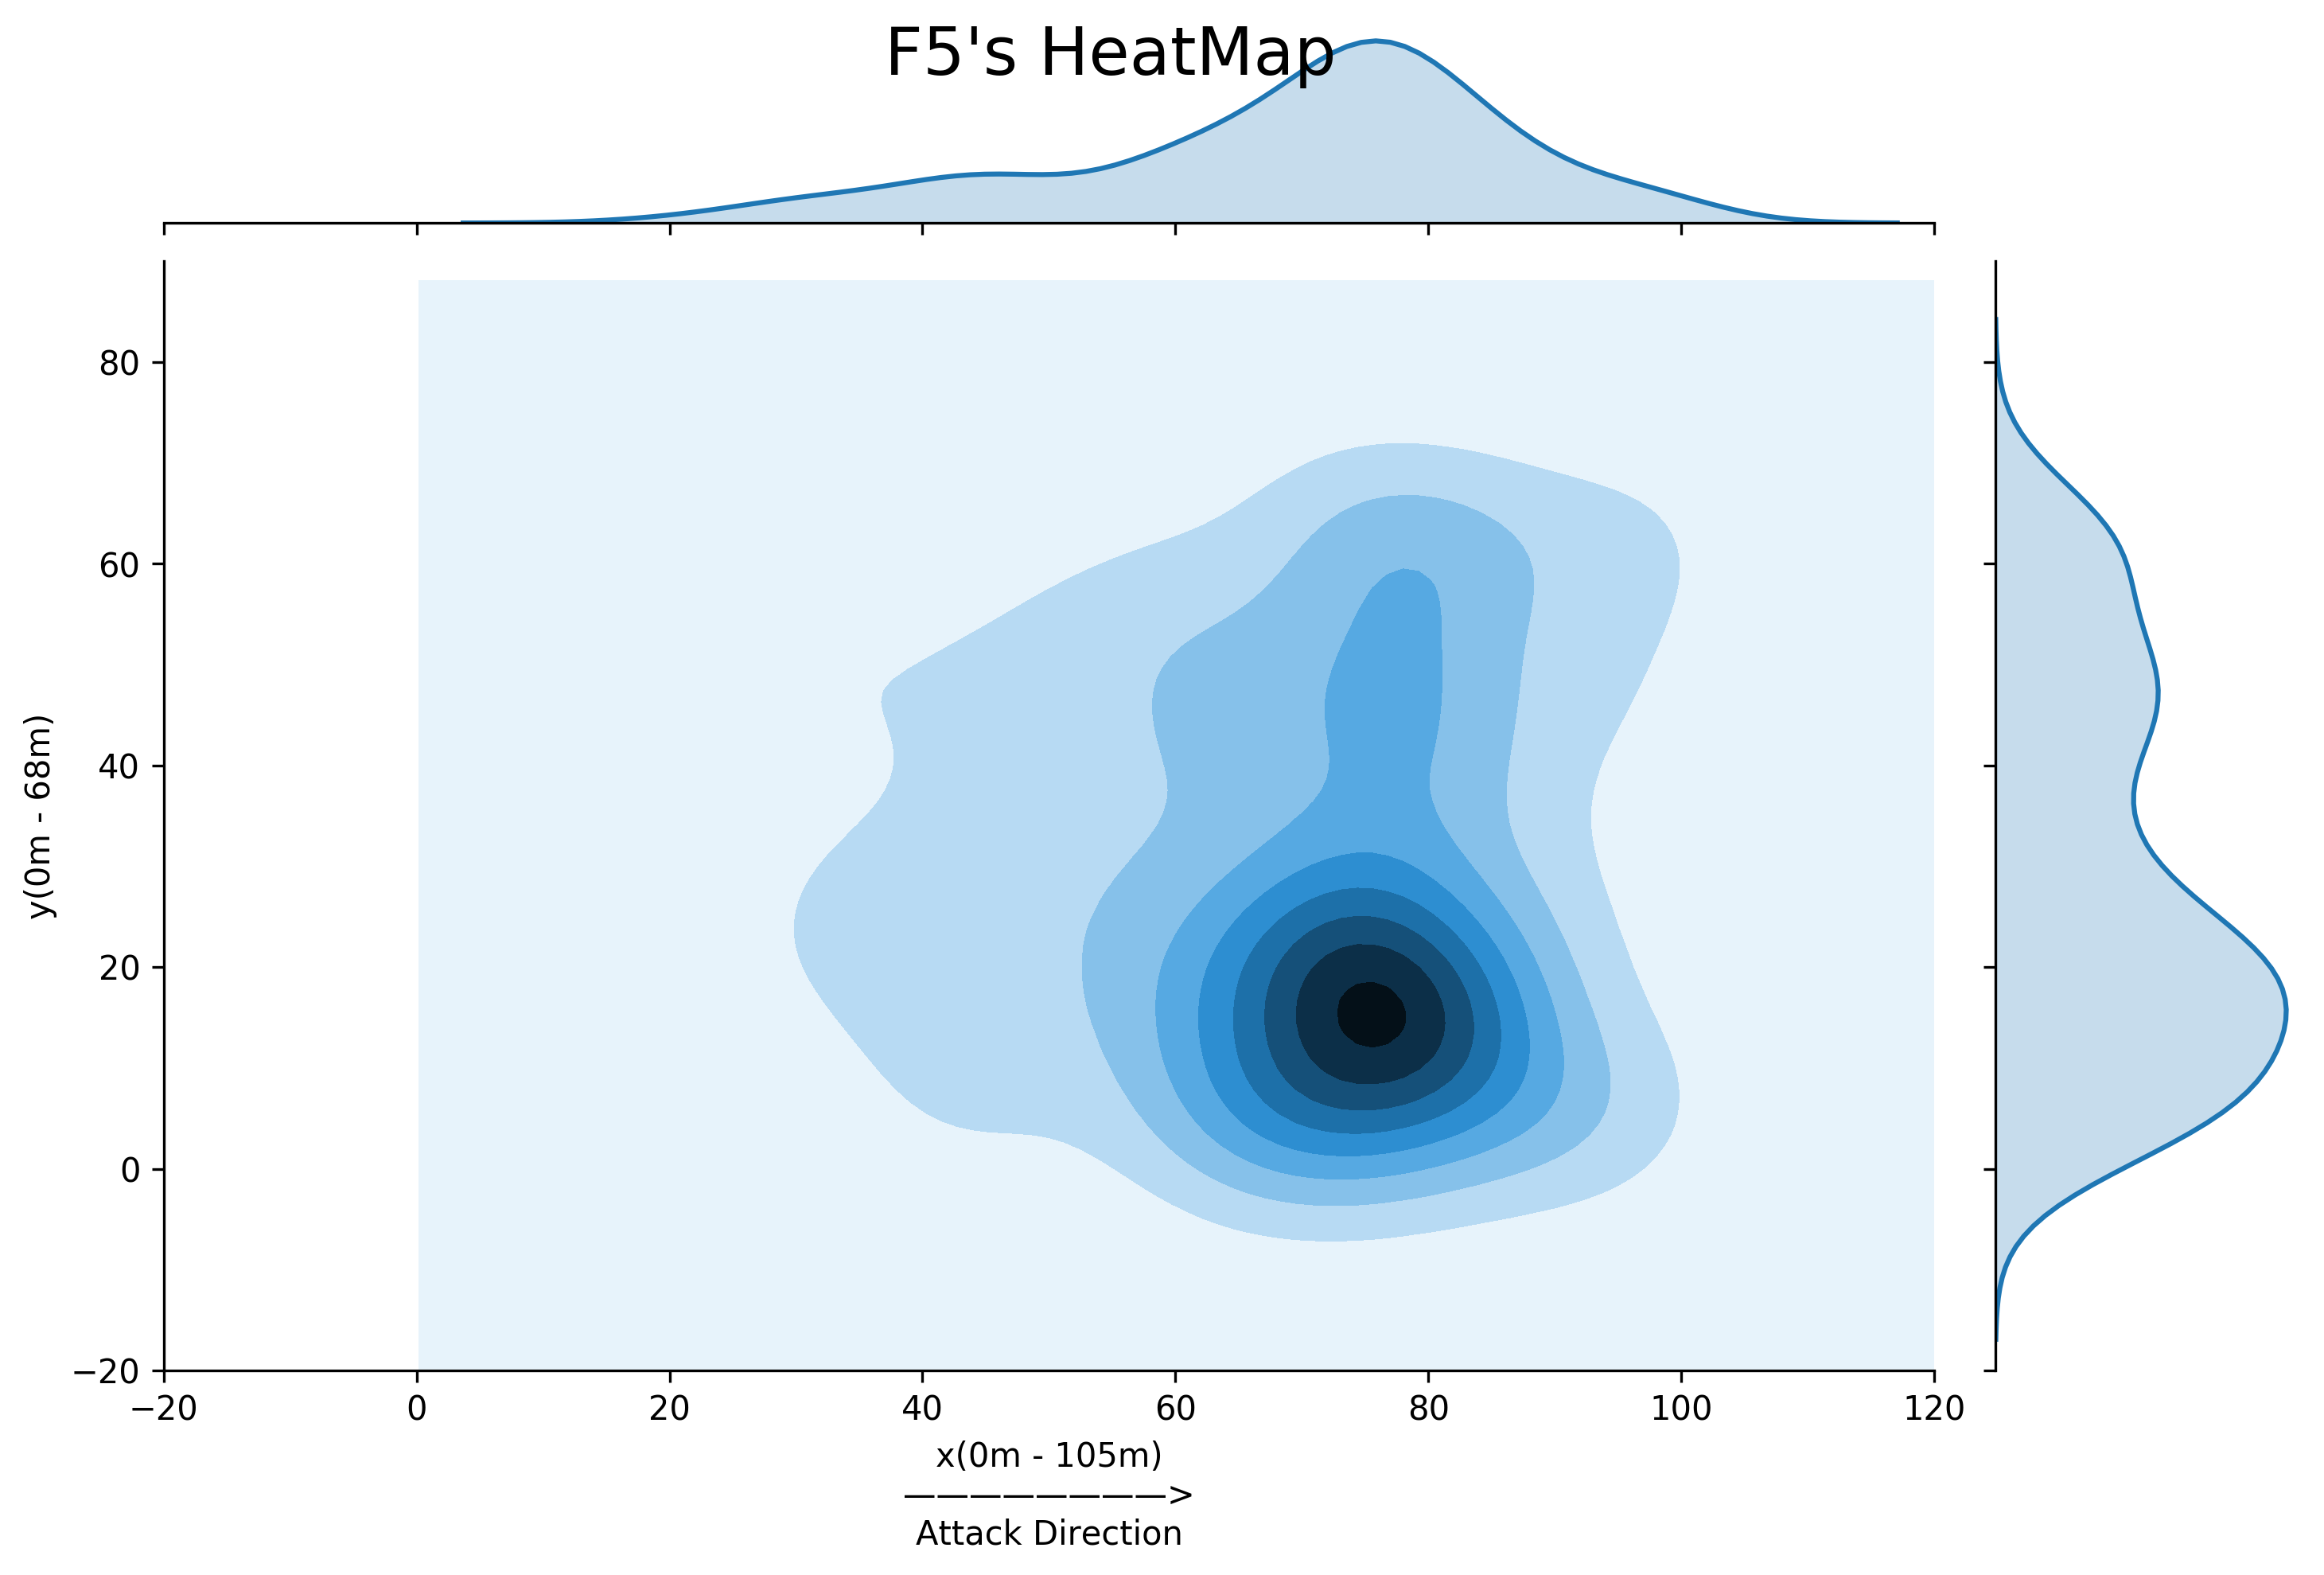 F5's HeatMap
80
60
40
20
0
−20
y(0m - 68m)
−20 0 20 40 60 80 100 120
x(0m - 105m)
————————>
Attack Direction